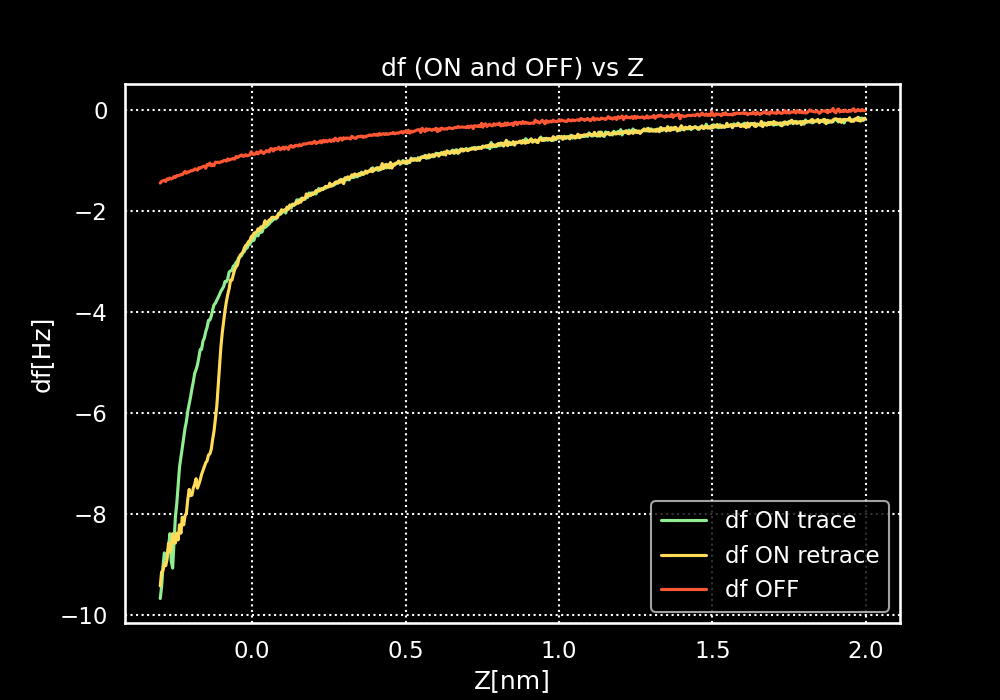 df (ON and OFF) vs Z
0
−2
−4
−6
−8
−10
df[Hz]
df ON trace
df ON retrace
df OFF
0.0 0.5 1.0 1.5 2.0
Z[nm]